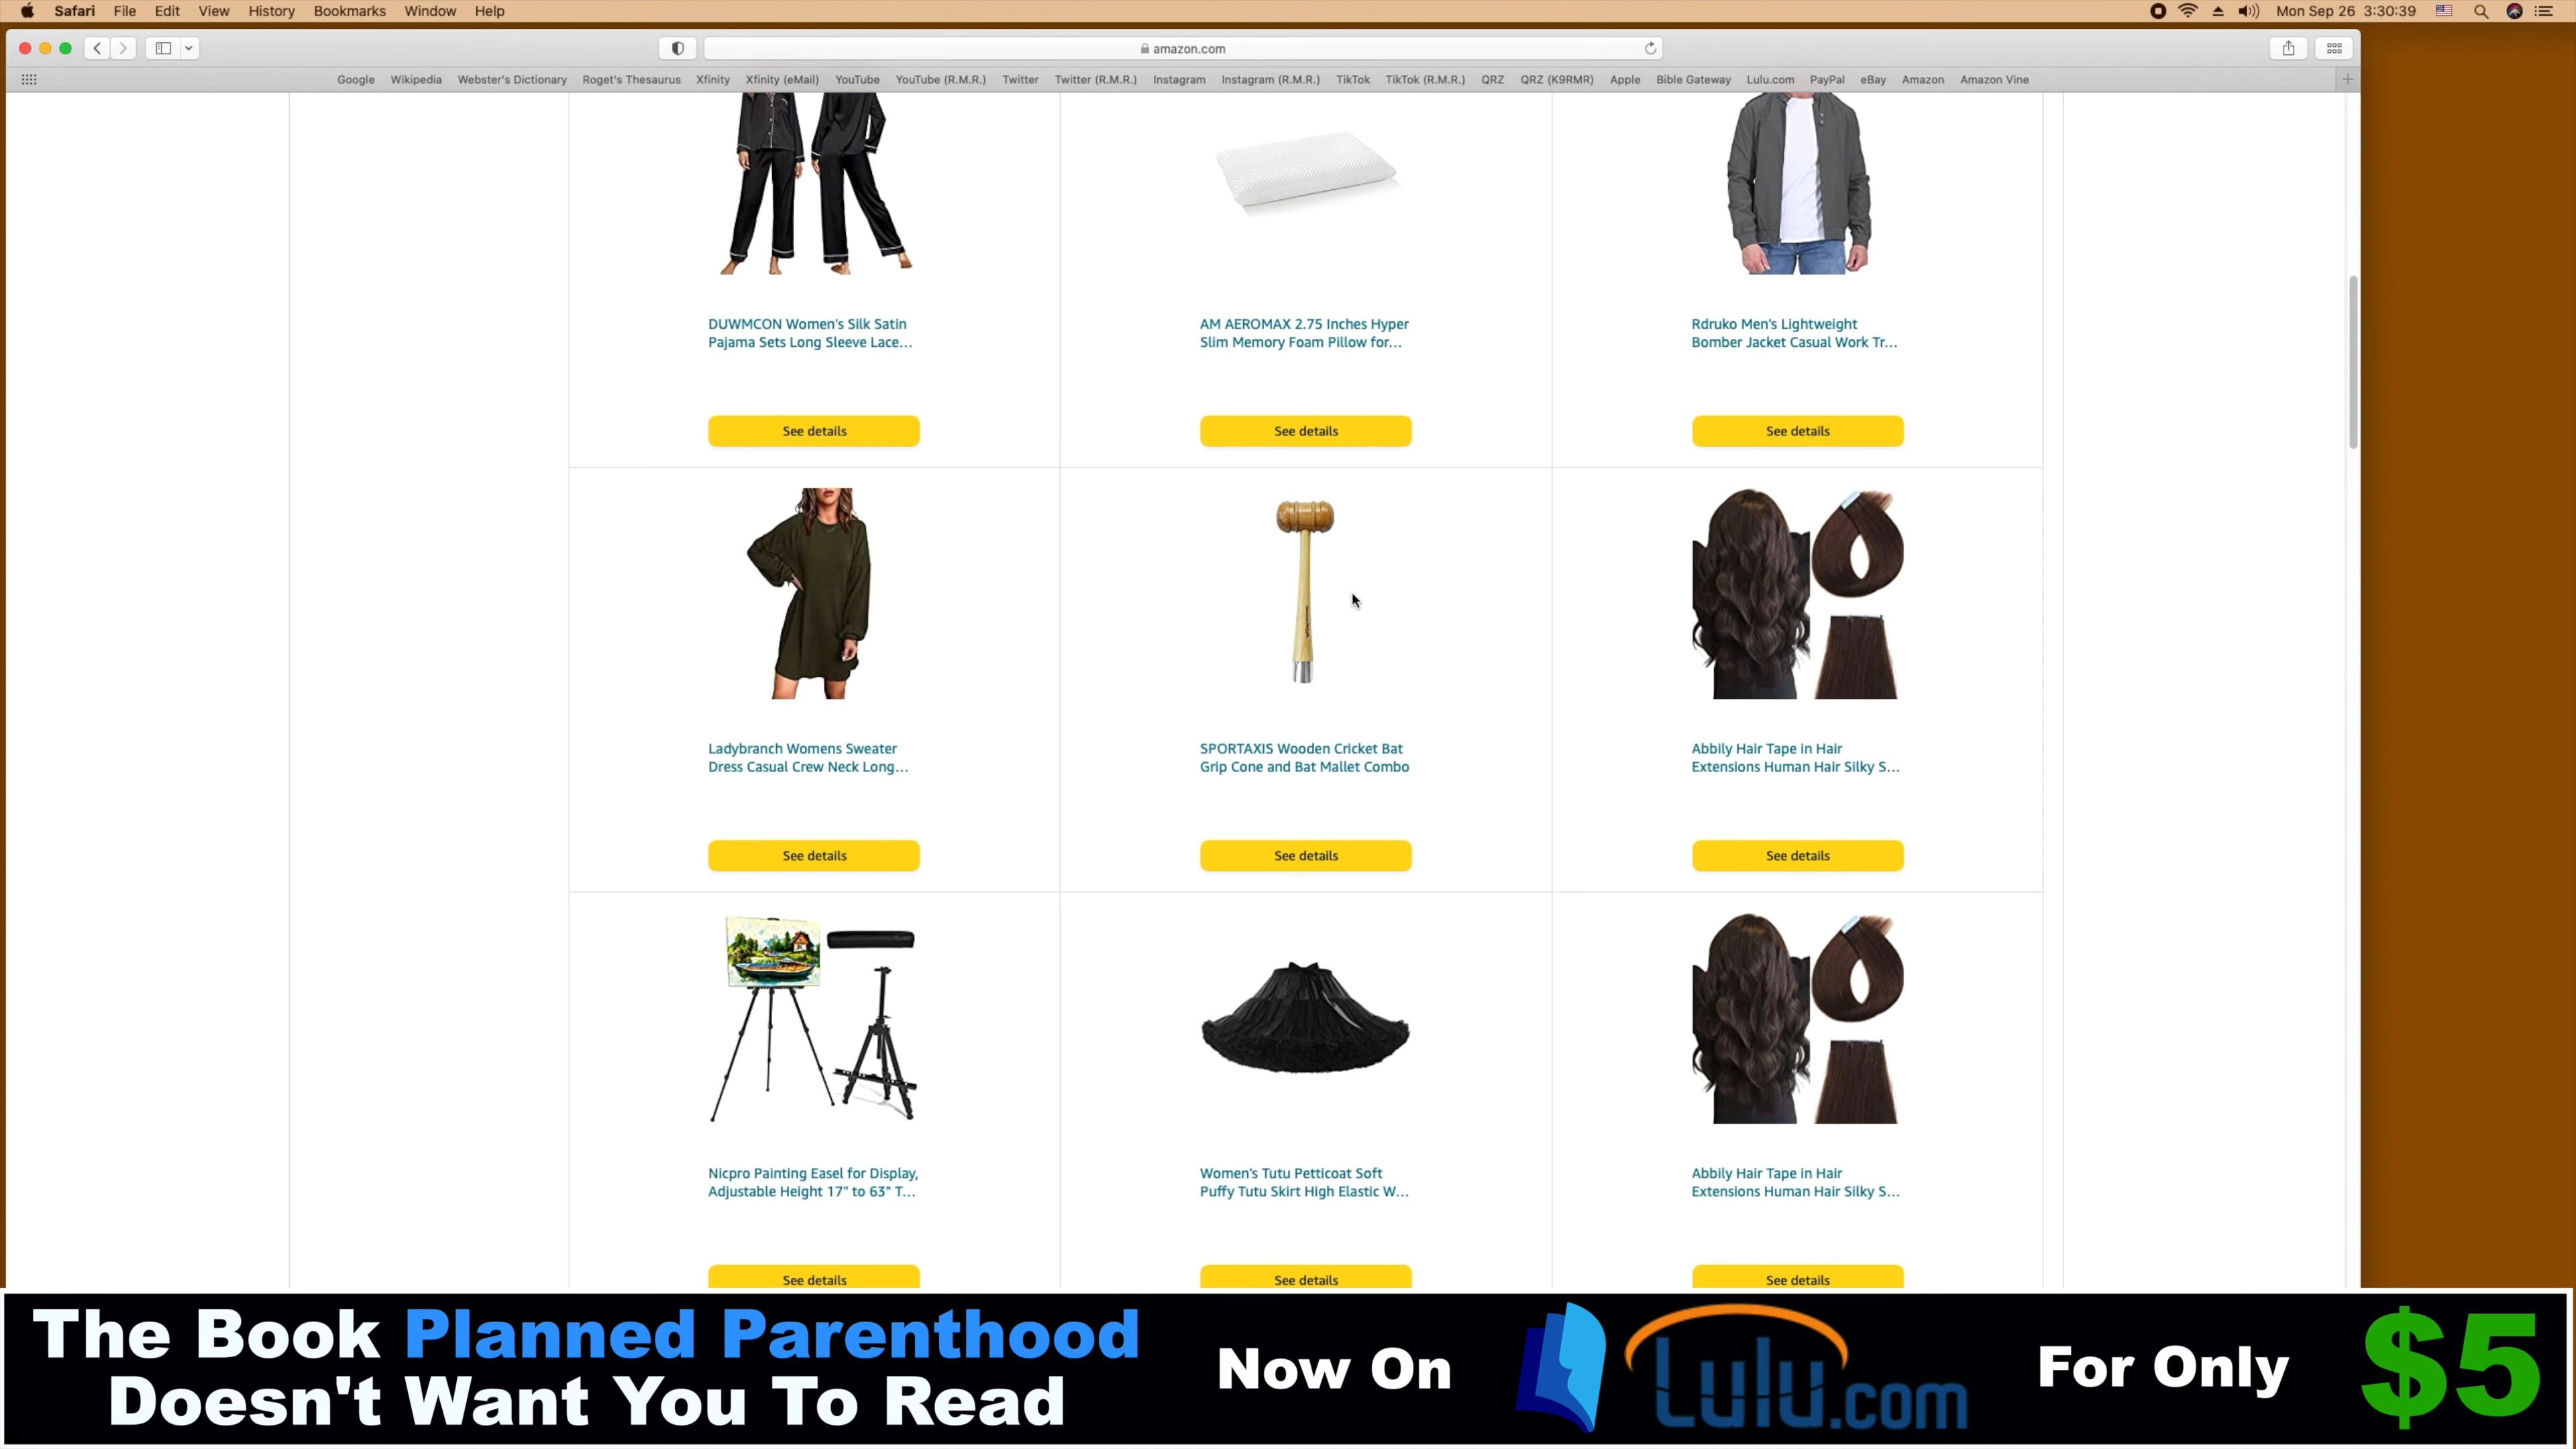 Safari File Edit View History Bookmarks Window Help Mon Sep 26 3:30:39
amazon.com
Google Wikipedia Webster's Dictionary Roget's Thesaurus Xfinity Xfinity (eMail) YouTube YouTube (R.M.R.) Twitter Twitter (R.M.R.) Instagram Instagram (R.M.R.) TikTok TikTok (R.M.R.) QRZ QRZ (K9RMR) Apple Bible Gateway Lulu.com PayPal eBay Amazon Amazon Vine
DUWMCON Women's Silk Satin
Pajama Sets Long Sleeve Lace...
See details
AM AEROMAX 2.75 Inches Hyper
Slim Memory Foam Pillow for...
See details
Rdruko Men's Lightweight
Bomber Jacket Casual Work Tr...
See details
Ladybranch Womens Sweater
Dress Casual Crew Neck Long...
See details
SPORTAXIS Wooden Cricket Bat
Grip Cone and Bat Mallet Combo
See details
Abbily Hair Tape in Hair
Extensions Human Hair Silky S...
See details
Nicpro Painting Easel for Display,
Adjustable Height 17" to 63" T...
See details
Women's Tutu Petticoat Soft
Puffy Tutu Skirt High Elastic W...
See details
Abbily Hair Tape in Hair
Extensions Human Hair Silky S...
See details
The Book Planned Parenthood
Doesn't Want You To Read
Now On
Lulu.com
For Only
$5